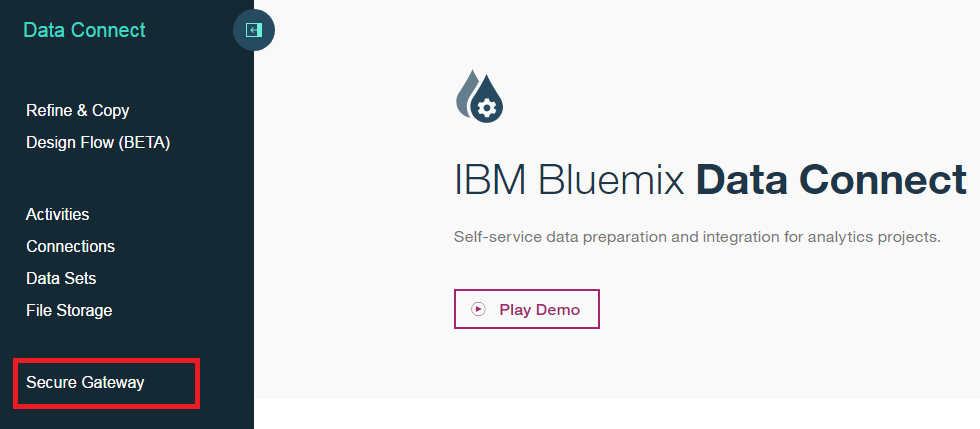 Data Connect
Refine & Copy
Design Flow (BETA)
Activities
Connections
Data Sets
File Storage
Secure Gateway
IBM Bluemix Data Connect
Self-service data preparation and integration for analytics projects.
Play Demo